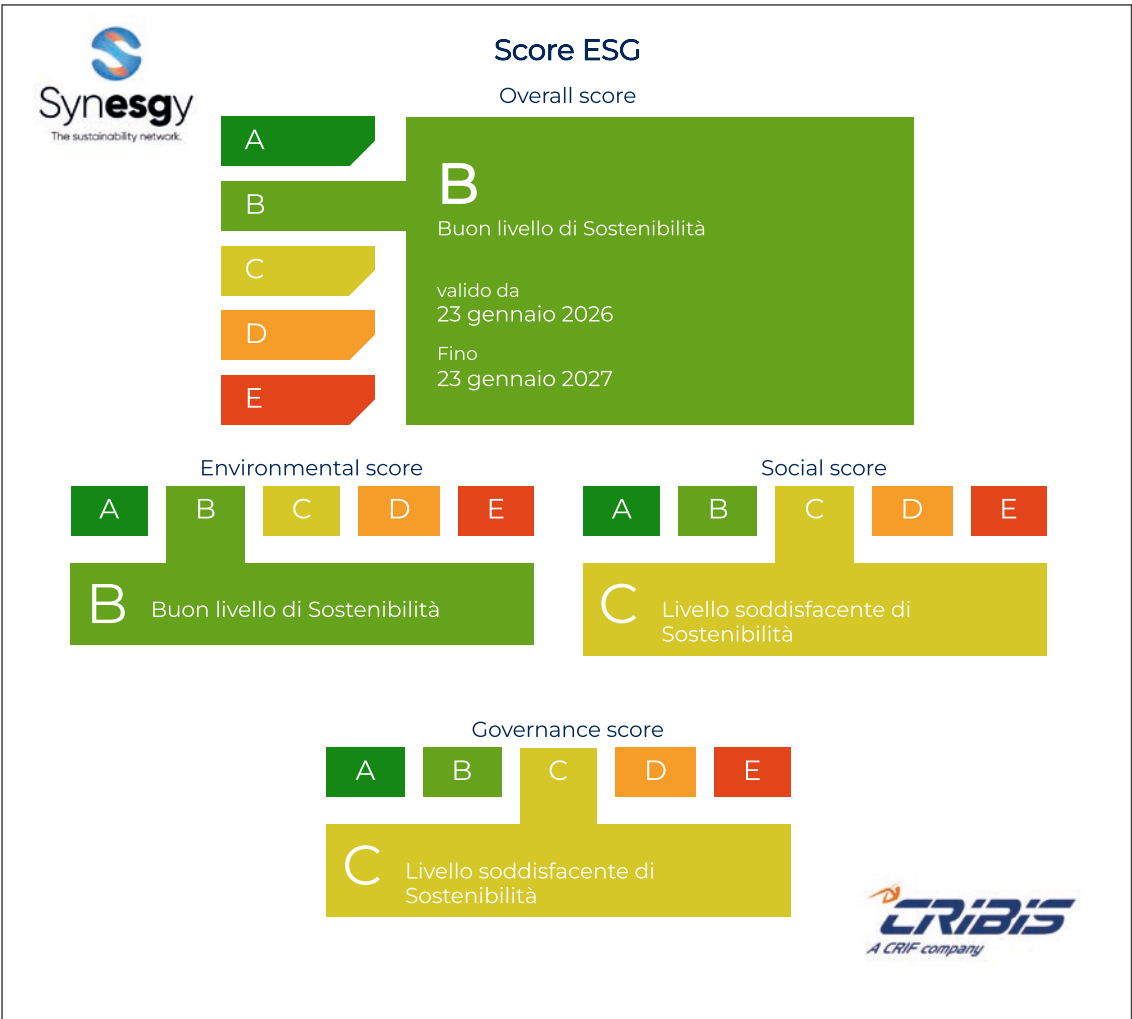 Synesgy
The sustainability network.
Score ESG
Overall score
A
B
C
D
E
B
Buon livello di Sostenibilità
valido da
23 gennaio 2026
Fino
23 gennaio 2027
Environmental score
A B C D E
B Buon livello di Sostenibilità
Social score
A B C D E
C Livello soddisfacente di
Sostenibilità
Governance score
A B C D E
C Livello soddisfacente di
Sostenibilità
CRIBIS
A CRIF company